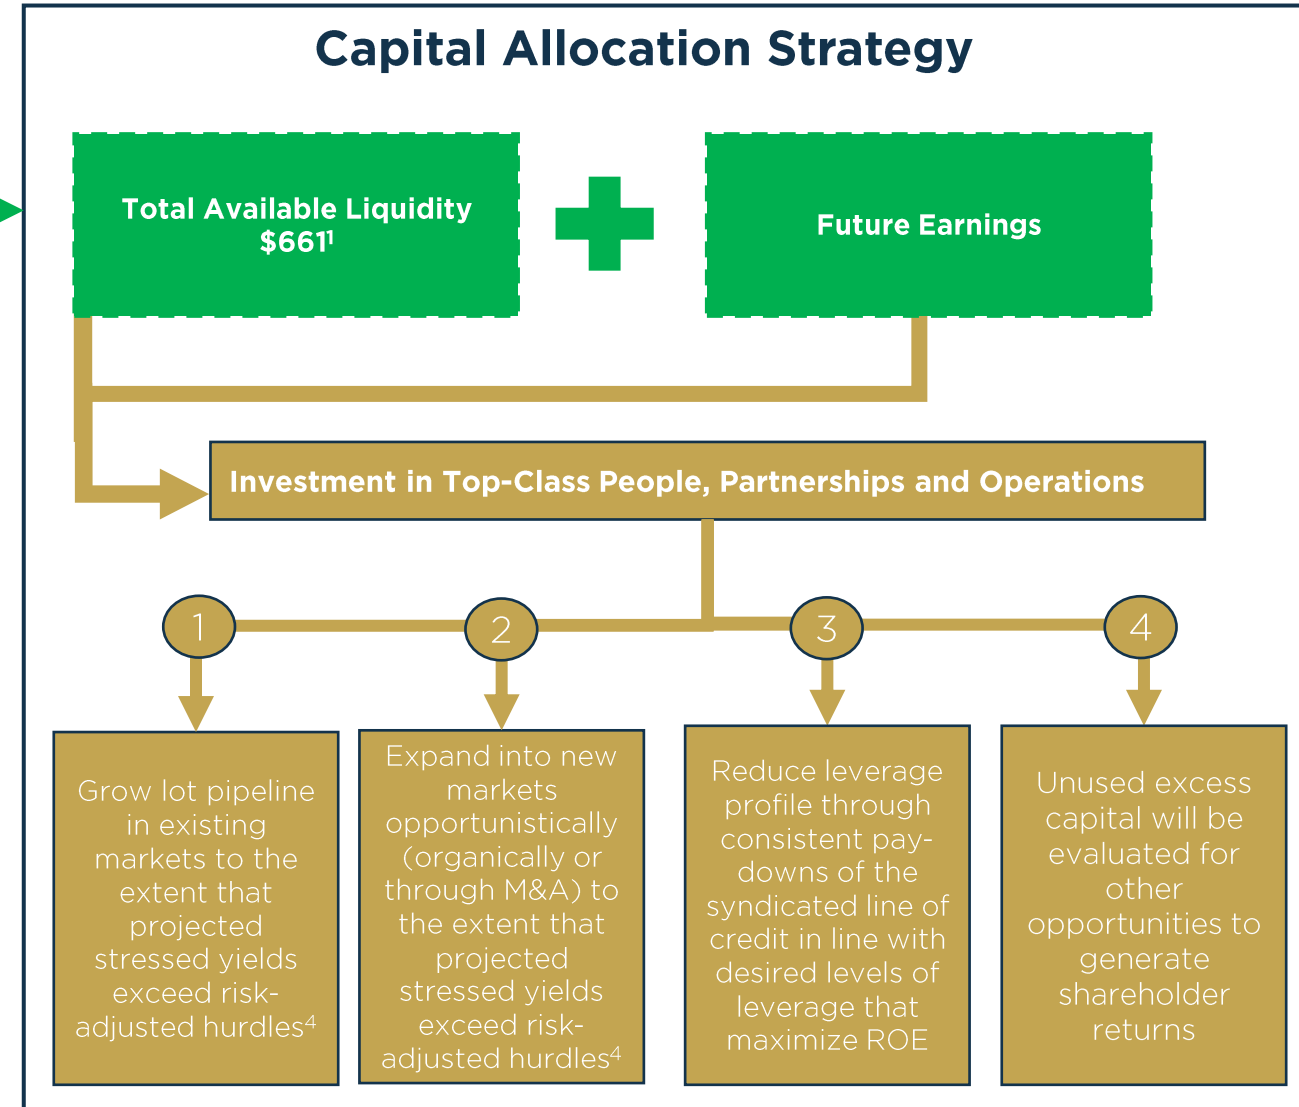 Capital Allocation Strategy
Total Available Liquidity
$661¹
Future Earnings
Investment in Top-Class People, Partnerships and Operations
1
2
3
4
Grow lot pipeline
in existing
markets to the
extent that
projected
stressed yields
exceed risk-
adjusted hurdles⁴
Expand into new
markets
opportunistically
(organically or
through M&A) to
the extent that
projected
stressed yields
exceed risk-
adjusted hurdles⁴
Reduce leverage
profile through
consistent pay-
downs of the
syndicated line of
credit in line with
desired levels of
leverage that
maximize ROE
Unused excess
capital will be
evaluated for
other
opportunities to
generate
shareholder
returns